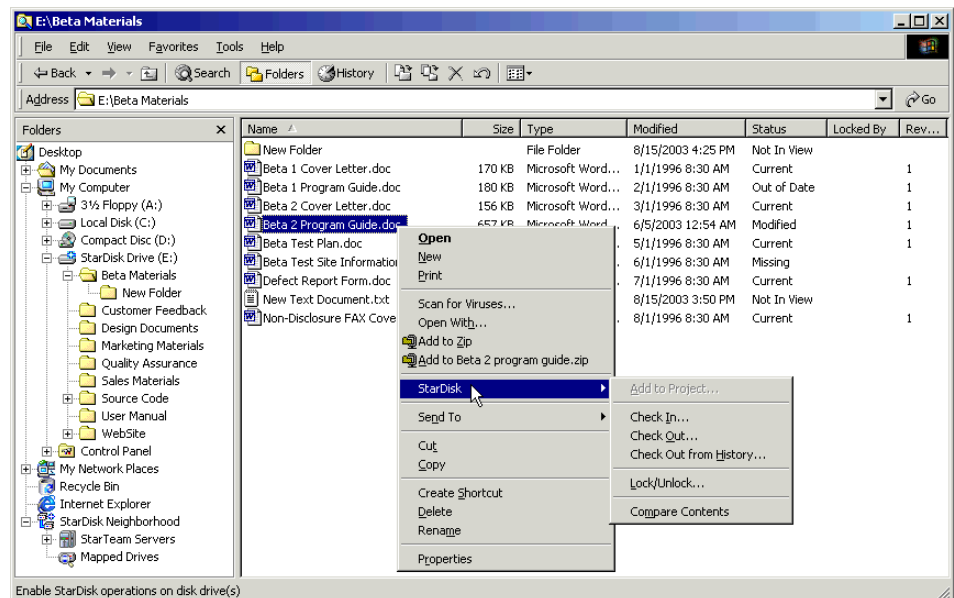 E:\Beta Materials
File Edit View Favorites Tools Help
Back Search Folders History
Address E:\Beta Materials Go
Folders x Name Size Type Modified Status Locked By Rev...
Desktop
My Documents
My Computer
3½ Floppy (A:)
Local Disk (C:)
Compact Disc (D:)
StarDisk Drive (E:)
Beta Materials
New Folder
Customer Feedback
Design Documents
Marketing Materials
Quality Assurance
Sales Materials
Source Code
User Manual
WebSite
Control Panel
My Network Places
Recycle Bin
Internet Explorer
StarDisk Neighborhood
StarTeam Servers
Mapped Drives
New Folder File Folder 8/15/2003 4:25 PM Not In View
Beta 1 Cover Letter.doc 170 KB Microsoft Word... 1/1/1996 8:30 AM Current 1
Beta 1 Program Guide.doc 180 KB Microsoft Word... 2/1/1996 8:30 AM Out of Date 1
Beta 2 Cover Letter.doc 156 KB Microsoft Word... 3/1/1996 8:30 AM Current 1
Beta 2 Program Guide.doc 657 KB Microsoft Word... 6/5/2003 12:54 AM Modified 1
Beta Test Plan.doc 5/1/1996 8:30 AM Current 1
Beta Test Site Information 6/1/1996 8:30 AM Missing
Defect Report Form.doc 7/1/1996 8:30 AM Current 1
New Text Document.txt 8/15/2003 3:50 PM Not In View
Non-Disclosure FAX Cove 8/1/1996 8:30 AM Current 1
Open
New
Print
Scan for Viruses...
Open With...
Add to Zip
Add to Beta 2 program guide.zip
StarDisk
Send To
Cut
Copy
Create Shortcut
Delete
Rename
Properties
Add to Project...
Check In...
Check Out...
Check Out from History...
Lock/Unlock...
Compare Contents
Enable StarDisk operations on disk drive(s)